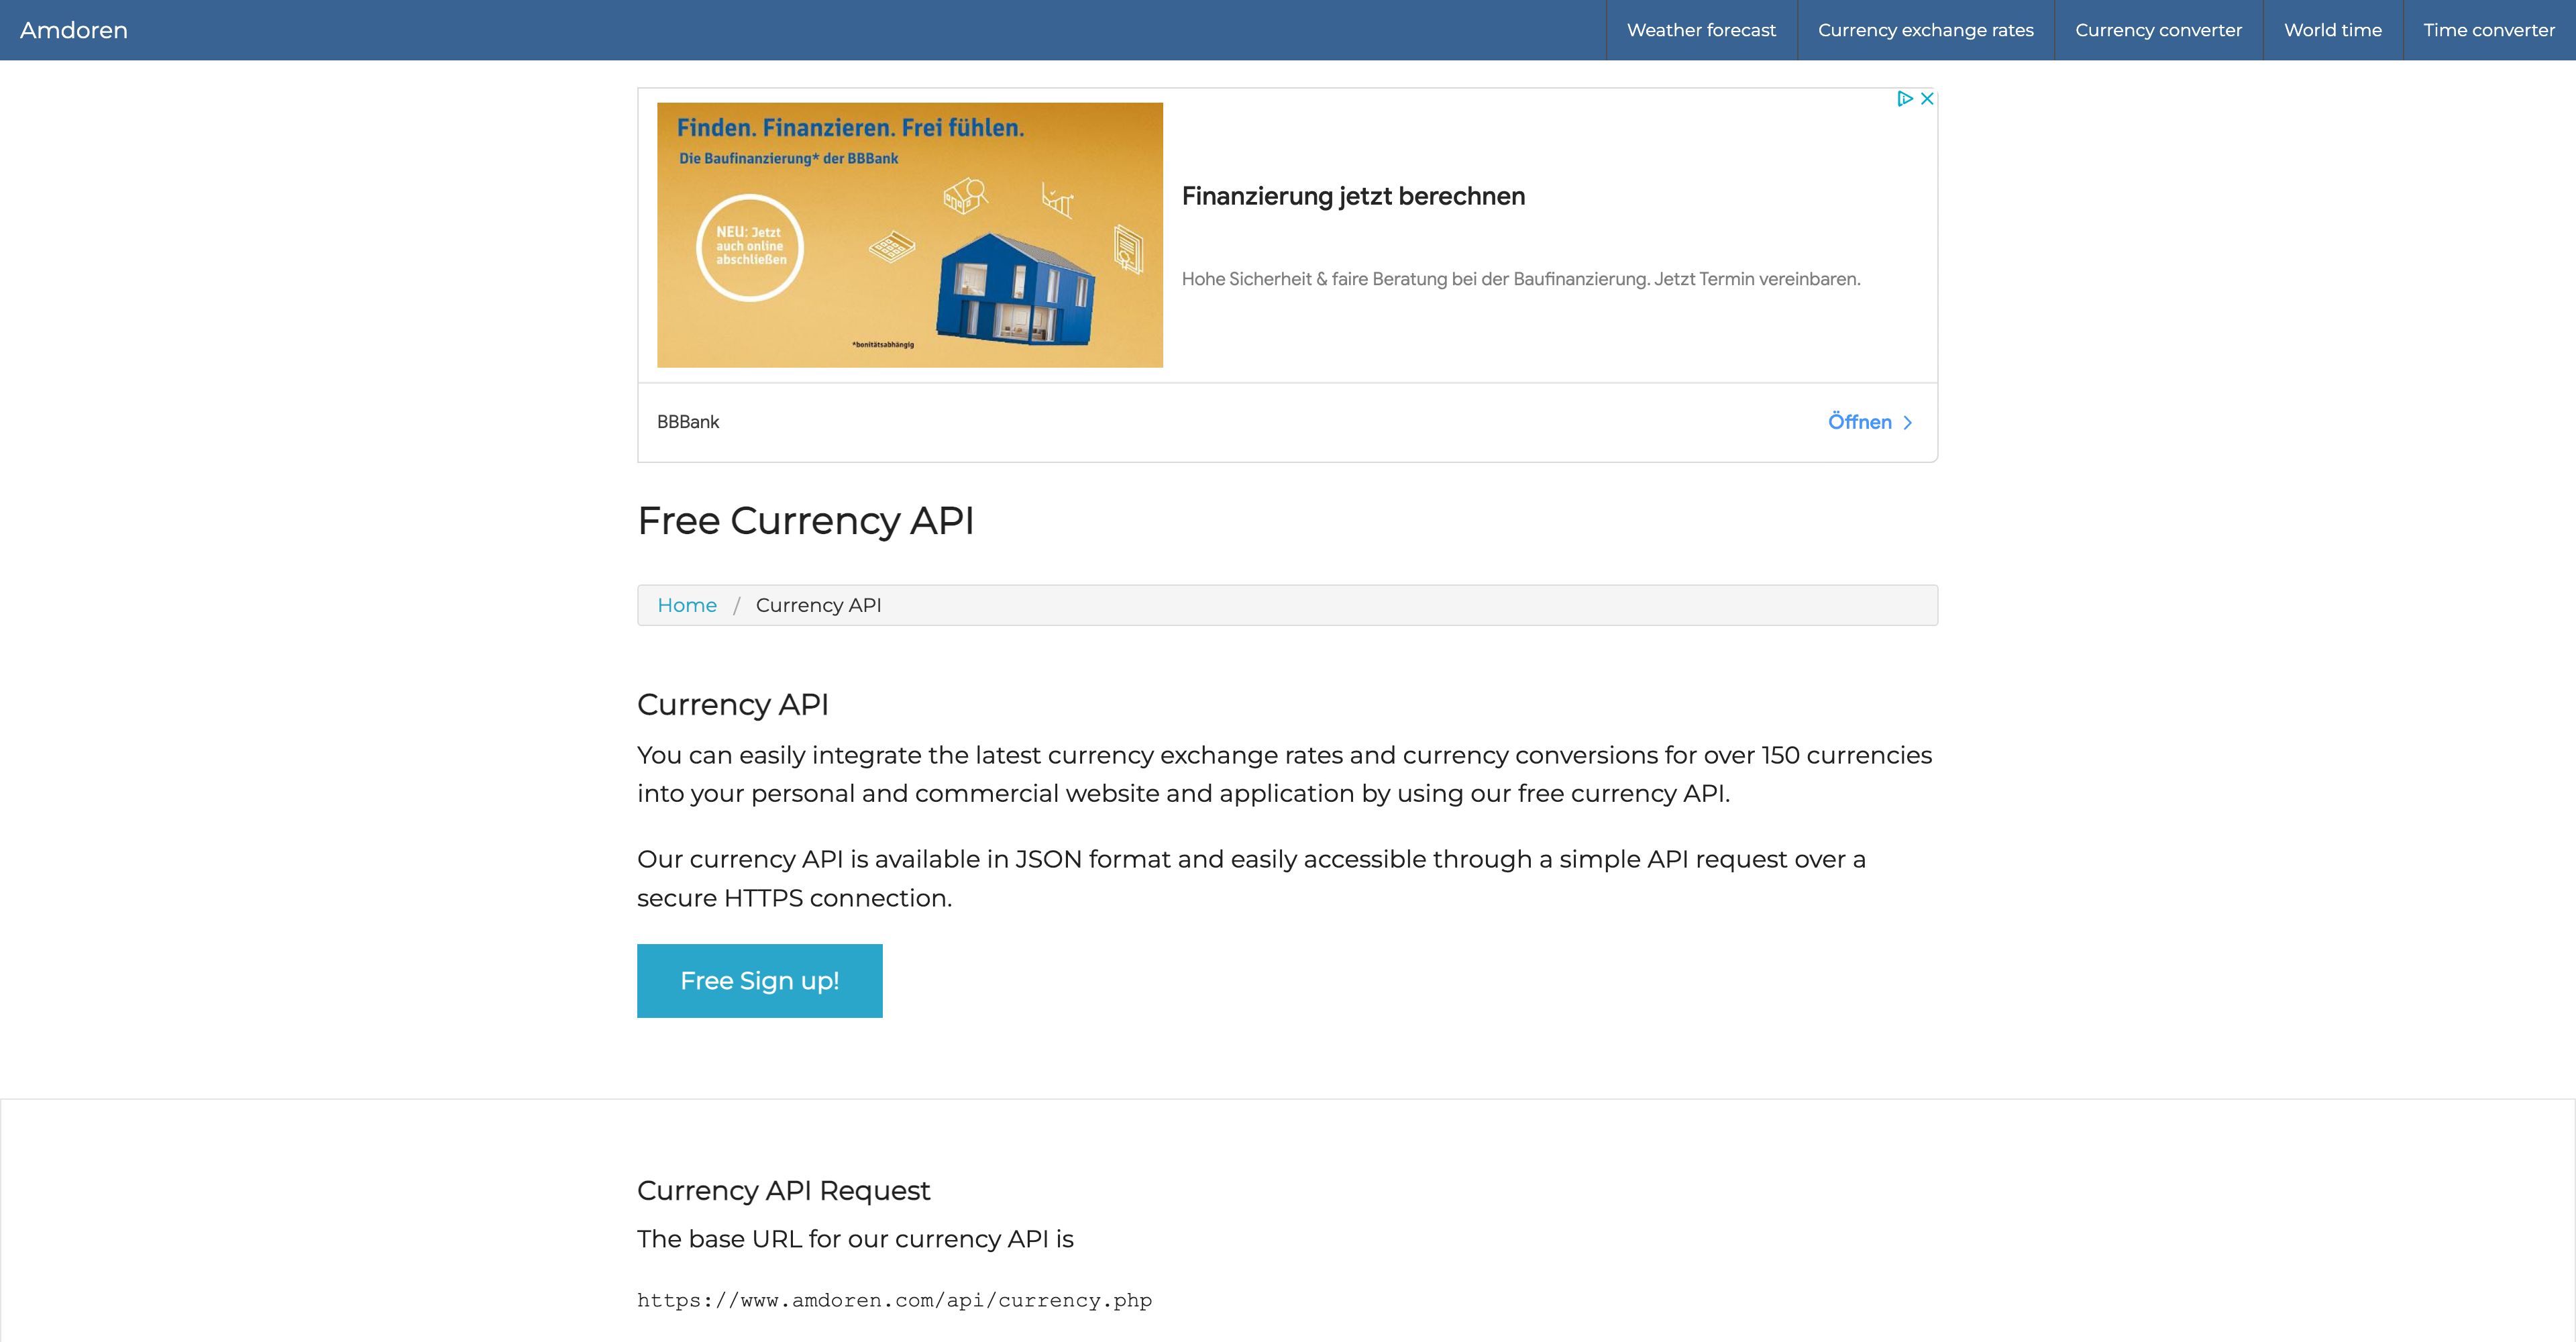 Amdoren
Weather forecast
Currency exchange rates
Currency converter
World time
Time converter
Finden. Finanzieren. Frei fühlen.
Die Baufinanzierung* der BBBank
NEU: Jetzt
auch online
abschließen
*bonitätsabhängig
Finanzierung jetzt berechnen
Hohe Sicherheit & faire Beratung bei der Baufinanzierung. Jetzt Termin vereinbaren.
BBBank
Öffnen
Free Currency API
Home / Currency API
Currency API
You can easily integrate the latest currency exchange rates and currency conversions for over 150 currencies
into your personal and commercial website and application by using our free currency API.
Our currency API is available in JSON format and easily accessible through a simple API request over a
secure HTTPS connection.
Free Sign up!
Currency API Request
The base URL for our currency API is
https://www.amdoren.com/api/currency.php